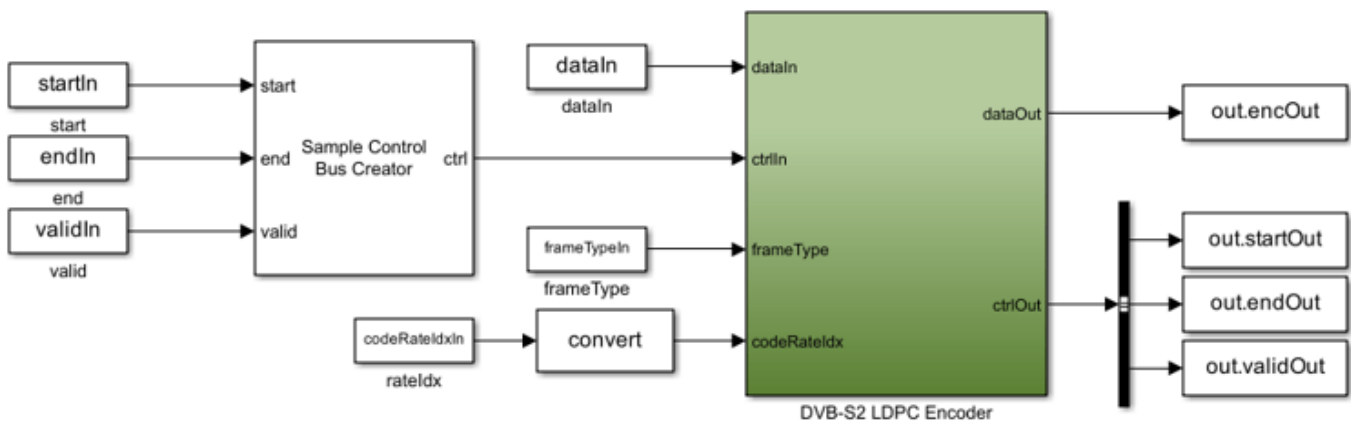 startIn
start
endIn
end
validIn
valid
start
end
valid
Sample Control
Bus Creator
ctrl
dataIn
dataIn
frameTypeIn
frameType
codeRateIdxIn
rateIdx
convert
dataIn
ctrlIn
frameType
codeRateIdx
dataOut
ctrlOut
DVB-S2 LDPC Encoder
out.encOut
out.startOut
out.endOut
out.validOut